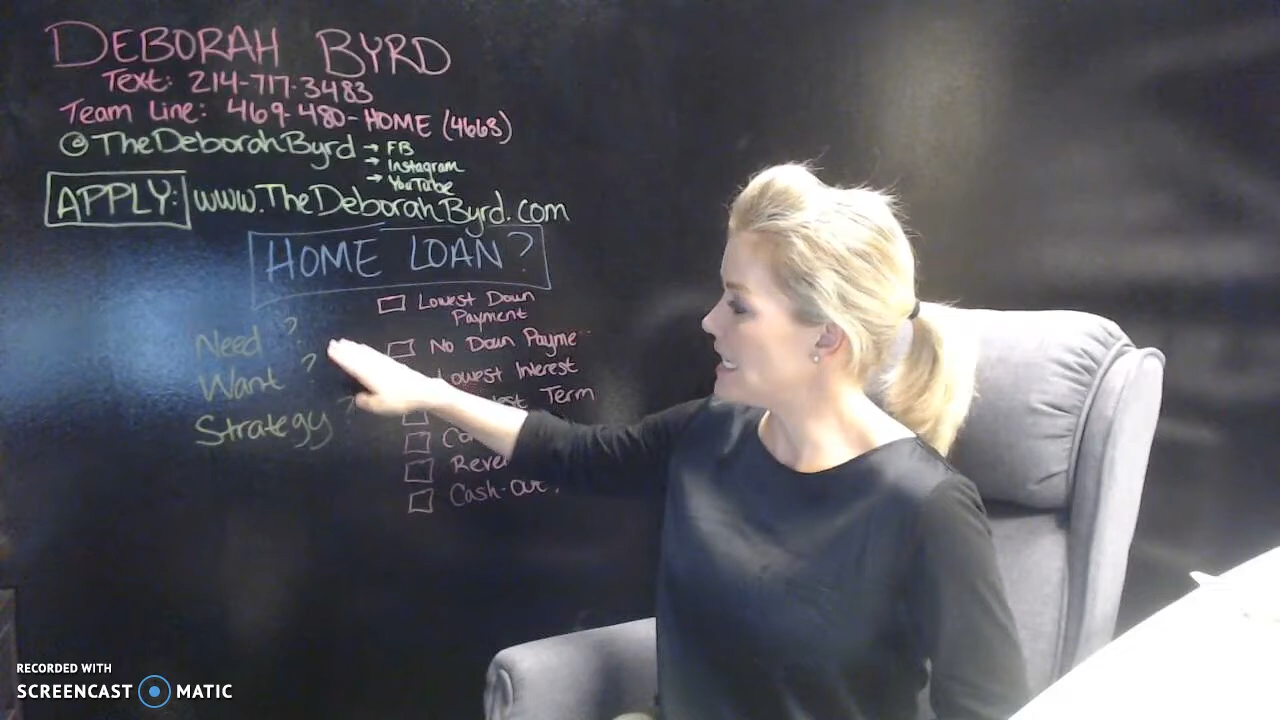 DEBORAH BYRD
Text: 214-717-3483
Team Line: 469-480-HOME (4663)
@TheDeborahByrd → FB
→ Instagram
→ YouTube
APPLY: www.TheDeborahByrd.com
HOME LOAN?
Lowest Down
Payment
No Down
Lowest Interest
Term
Cash-Out
Need ?
Want ?
Strategy ?
RECORDED WITH
SCREENCAST MATIC